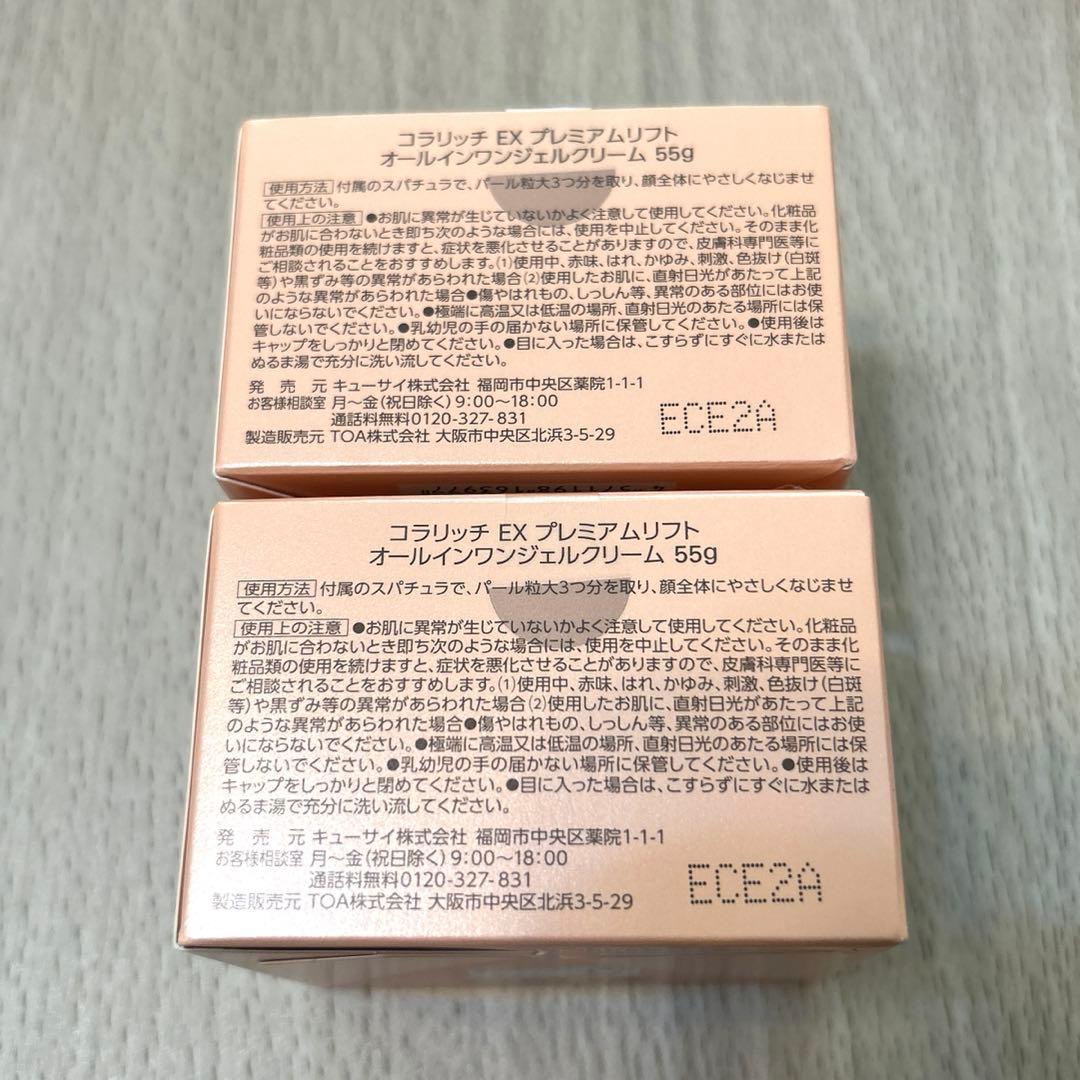 コラリッチ EX プレミアムリフト
オールインワンジェルクリーム 55g
使用方法 付属のスパチュラで、パール粒大3つ分を取り、顔全体にやさしくなじませ
てください。
使用上の注意 ●お肌に異常が生じていないかよく注意して使用してください。化粧品
がお肌に合わないとき即ち次のような場合には、使用を中止してください。そのまま化
粧品類の使用を続けますと、症状を悪化させることがありますので、皮膚科専門医等に
ご相談されることをおすすめします。(1)使用中、赤味、はれ、かゆみ、刺激、色抜け(白斑
等)や黒ずみ等の異常があらわれた場合(2)使用したお肌に、直射日光があたって上記
のような異常があらわれた場合●傷やはれもの、しっしん等、異常のある部位にはお使
いにならないでください。●極端に高温又は低温の場所、直射日光のあたる場所には保
管しないでください。●乳幼児の手の届かない場所に保管してください。●使用後は
キャップをしっかりと閉めてください。●目に入った場合は、こすらずにすぐに水または
ぬるま湯で充分に洗い流してください。
発売元 キューサイ株式会社 福岡市中央区薬院1-1-1
お客様相談室 月～金(祝日除く)9:00～18:00
通話料無料0120-327-831
製造販売元 TOA株式会社 大阪市中央区北浜3-5-29
ECE2A
コラリッチ EX プレミアムリフト
オールインワンジェルクリーム 55g
使用方法 付属のスパチュラで、パール粒大3つ分を取り、顔全体にやさしくなじませ
てください。
使用上の注意 ●お肌に異常が生じていないかよく注意して使用してください。化粧品
がお肌に合わないとき即ち次のような場合には、使用を中止してください。そのまま化
粧品類の使用を続けますと、症状を悪化させることがありますので、皮膚科専門医等に
ご相談されることをおすすめします。(1)使用中、赤味、はれ、かゆみ、刺激、色抜け(白斑
等)や黒ずみ等の異常があらわれた場合(2)使用したお肌に、直射日光があたって上記
のような異常があらわれた場合●傷やはれもの、しっしん等、異常のある部位にはお使
いにならないでください。●極端に高温又は低温の場所、直射日光のあたる場所には保
管しないでください。●乳幼児の手の届かない場所に保管してください。●使用後は
キャップをしっかりと閉めてください。●目に入った場合は、こすらずにすぐに水または
ぬるま湯で充分に洗い流してください。
発売元 キューサイ株式会社 福岡市中央区薬院1-1-1
お客様相談室 月～金(祝日除く)9:00～18:00
通話料無料0120-327-831
製造販売元 TOA株式会社 大阪市中央区北浜3-5-29
ECE2A